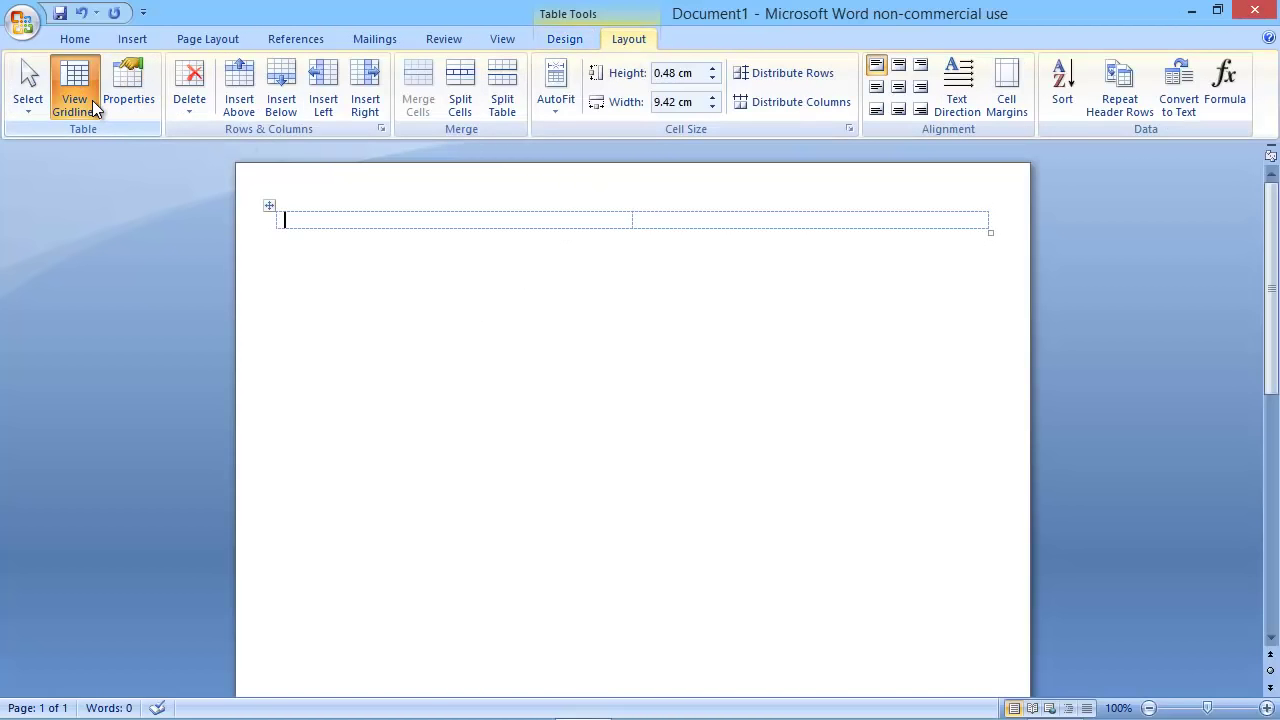 Table Tools
Document1 - Microsoft Word non-commercial use
Home Insert Page Layout References Mailings Review View Design Layout
Select
View
Gridlines
Properties
Table
Delete
Insert
Above
Insert
Below
Insert
Left
Insert
Right
Rows & Columns
Merge
Cells
Split
Cells
Split
Table
Merge
AutoFit
Height: 0.48 cm
Width: 9.42 cm
Distribute Rows
Distribute Columns
Cell Size
Text
Direction
Cell
Margins
Alignment
Sort
Repeat
Header Rows
Convert
to Text
Formula
Data
Page: 1 of 1 Words: 0 100%